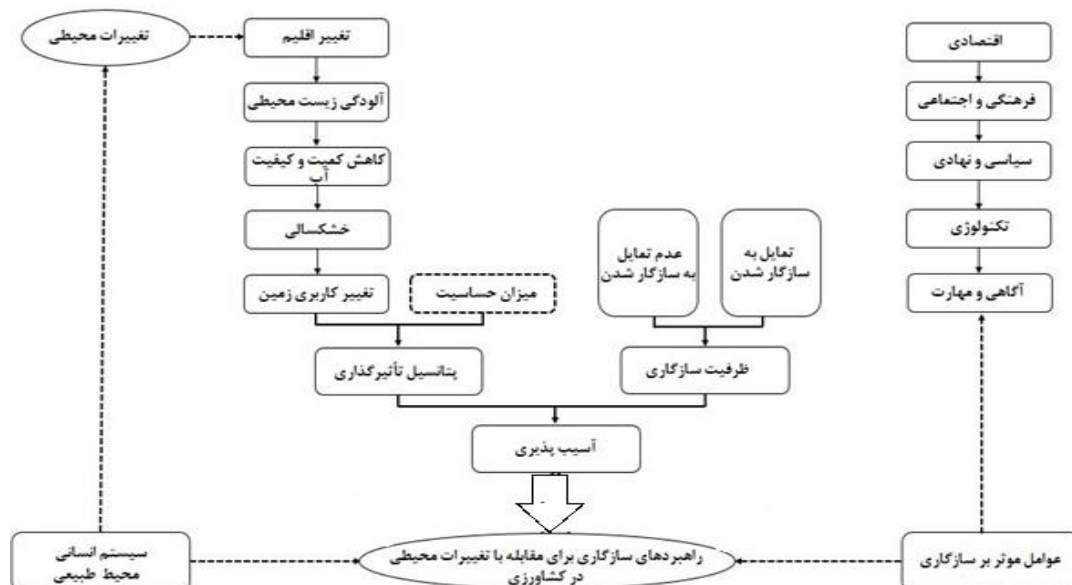 تغییرات محیطی
تغییر اقلیم
آلودگی زیست محیطی
کاهش کمیت و کیفیت
آب
خشکسالی
تغییر کاربری زمین
میزان حساسیت
پتانسیل تأثیرگذاری
اقتصادی
فرهنگی و اجتماعی
سیاسی و نهادی
تکنولوژی
آگاهی و مهارت
تمایل به
سازگار شدن
عدم تمایل
به سازگار شدن
ظرفیت سازگاری
آسیب پذیری
عوامل موثر بر سازگاری
راهبردهای سازگاری برای مقابله با تغییرات محیطی
در کشاورزی
سیستم انسانی
محیط طبیعی